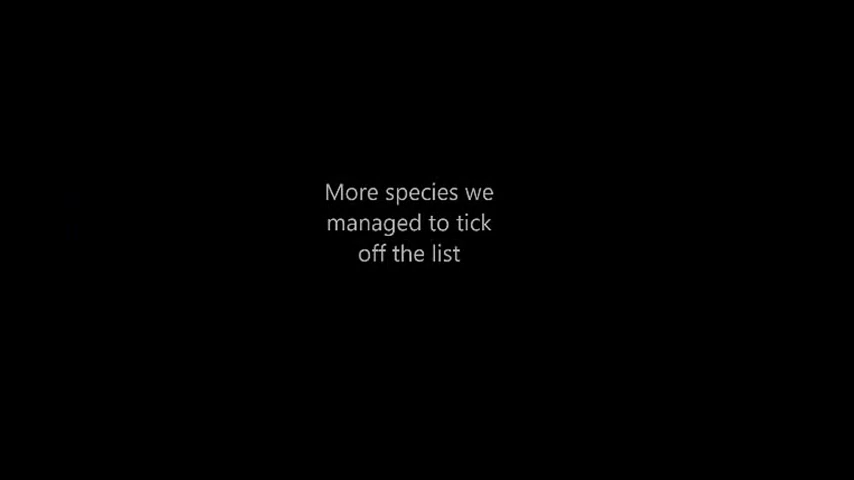 More species we
managed to tick
off the list